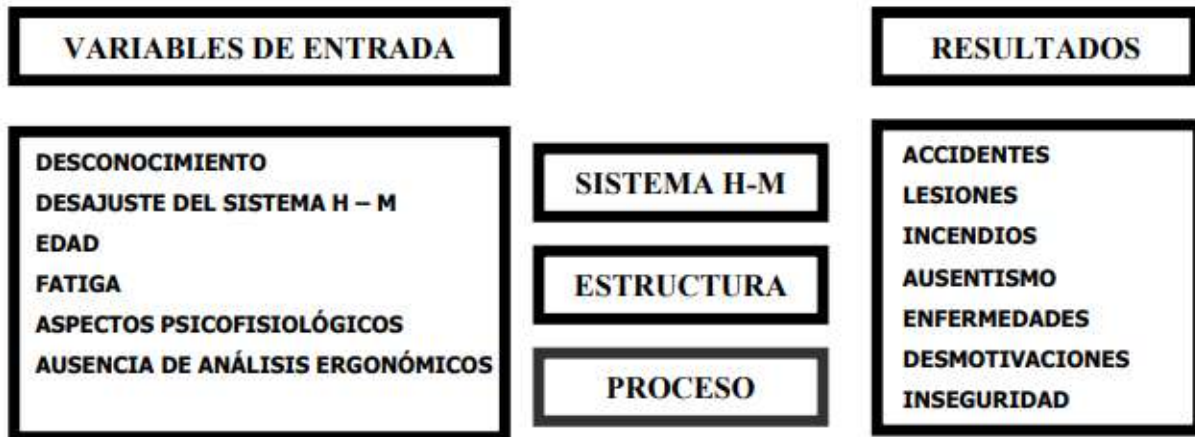 VARIABLES DE ENTRADA
RESULTADOS
DESCONOCIMIENTO
DESAJUSTE DEL SISTEMA H – M
EDAD
FATIGA
ASPECTOS PSICOFISIOLÓGICOS
AUSENCIA DE ANÁLISIS ERGONÓMICOS
SISTEMA H-M
ESTRUCTURA
PROCESO
ACCIDENTES
LESIONES
INCENDIOS
AUSENTISMO
ENFERMEDADES
DESMOTIVACIONES
INSEGURIDAD